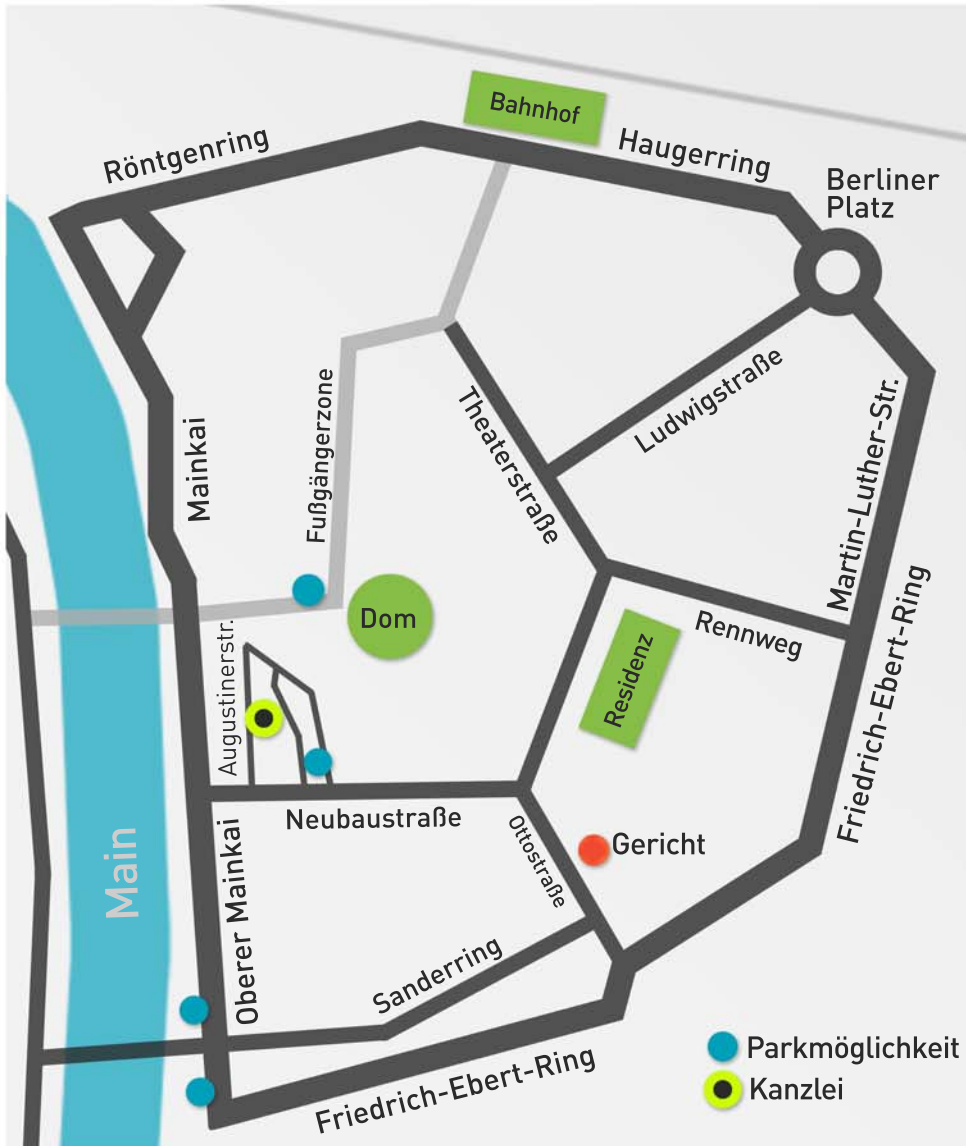 Bahnhof
Röntgenring
Haugerring
Berliner
Platz
Ludwigstraße
Theaterstraße
Fußgängerzone
Mainkai
Martin-Luther-Str.
Dom
Rennweg
Residenz
Augustinerstr.
Friedrich-Ebert-Ring
Neubaustraße
Ottostraße
Gericht
Main
Oberer Mainkai
Sanderring
Friedrich-Ebert-Ring
Parkmöglichkeit
Kanzlei